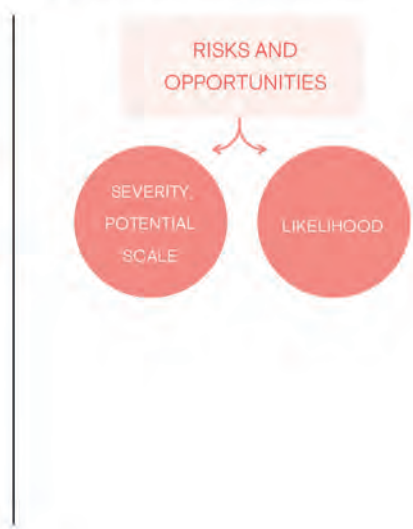 RISKS AND
OPPORTUNITIES
SEVERITY,
POTENTIAL
SCALE
LIKELIHOOD